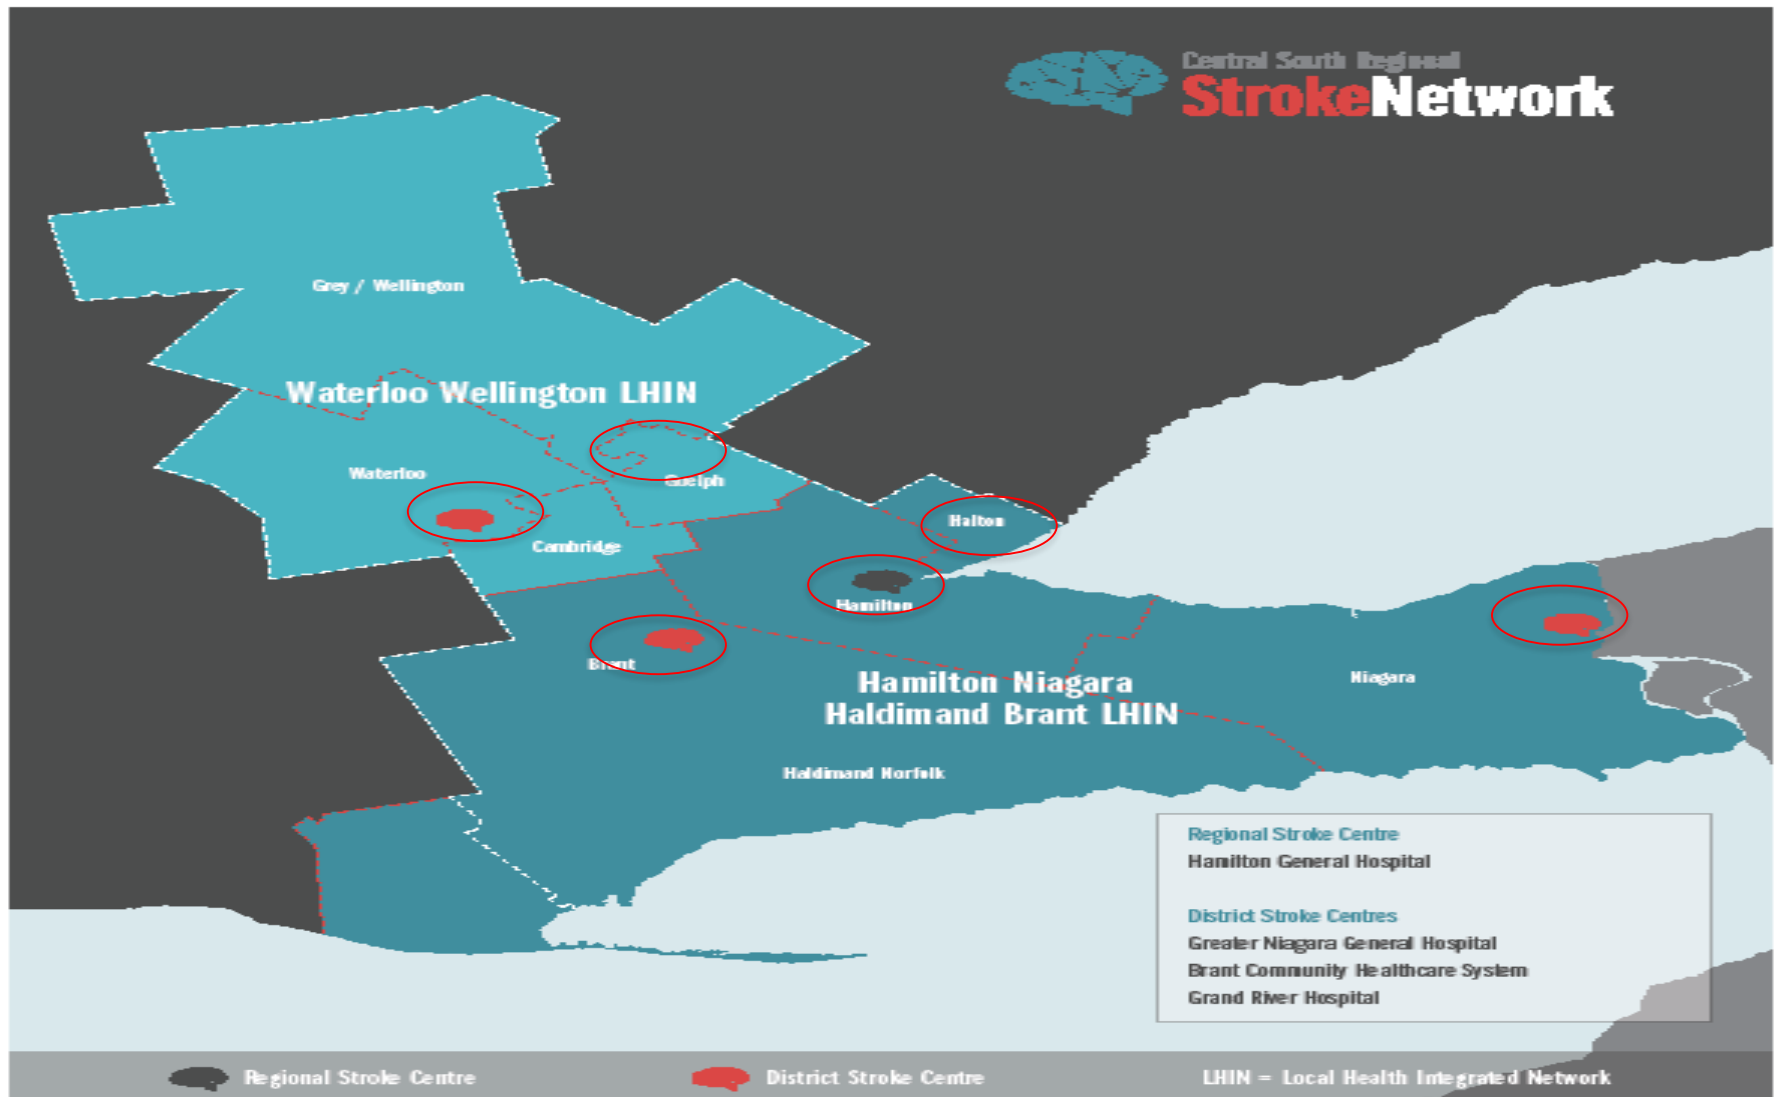 Central South Regional
StrokeNetwork
Grey / Wellington
Waterloo Wellington LHIN
Waterloo
Guelph
Cambridge
Halton
Hamilton
Brant
Hamilton Niagara
Haldimand Brant LHIN
Niagara
Haldimand Norfolk
Regional Stroke Centre
Hamilton General Hospital
District Stroke Centres
Greater Niagara General Hospital
Brant Community Healthcare System
Grand River Hospital
Regional Stroke Centre
District Stroke Centre
LHIN = Local Health Integrated Network